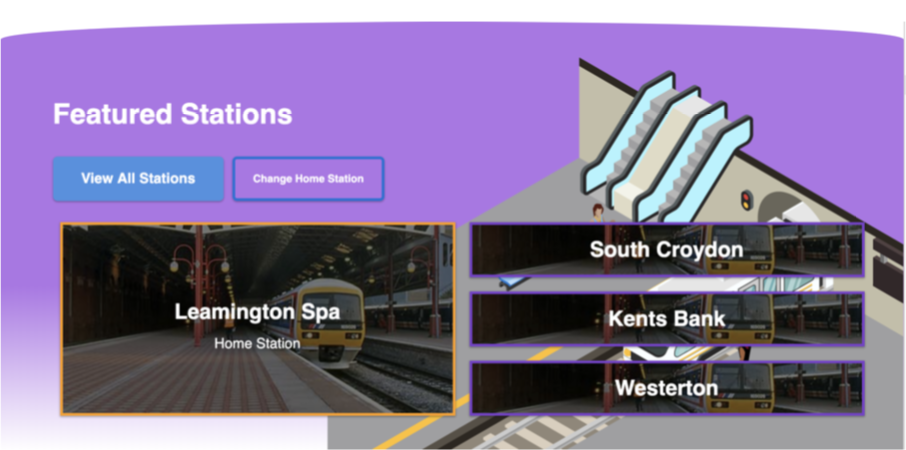 Featured Stations
View All Stations
Change Home Station
Leamington Spa
Home Station
South Croydon
Kents Bank
Westerton